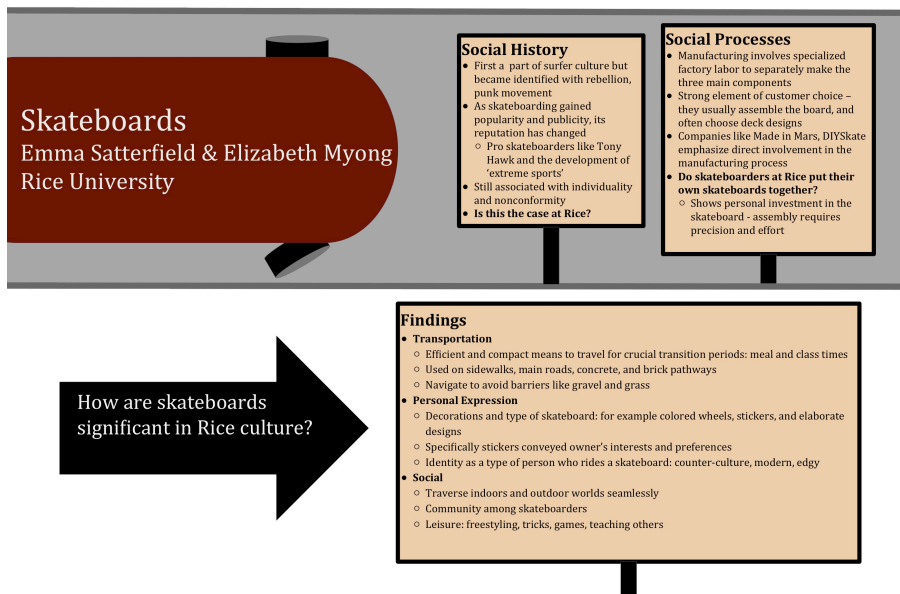 Skateboards
Emma Satterfield & Elizabeth Myong
Rice University
Social History
● First a part of surfer culture but
became identified with rebellion,
punk movement
● As skateboarding gained
popularity and publicity, its
reputation has changed
○ Pro skateboarders like Tony
Hawk and the development of
‘extreme sports’
● Still associated with individuality
and nonconformity
● Is this the case at Rice?
Social Processes
● Manufacturing involves specialized
factory labor to separately make the
three main components
● Strong element of customer choice –
they usually assemble the board, and
often choose deck designs
● Companies like Made in Mars, DIYSkate
emphasize direct involvement in the
manufacturing process
● Do skateboarders at Rice put their
own skateboards together?
○ Shows personal investment in the
skateboard - assembly requires
precision and effort
How are skateboards
significant in Rice culture?
Findings
● Transportation
○ Efficient and compact means to travel for crucial transition periods: meal and class times
○ Used on sidewalks, main roads, concrete, and brick pathways
○ Navigate to avoid barriers like gravel and grass
● Personal Expression
○ Decorations and type of skateboard: for example colored wheels, stickers, and elaborate
designs
○ Specifically stickers conveyed owner's interests and preferences
○ Identity as a type of person who rides a skateboard: counter-culture, modern, edgy
● Social
○ Traverse indoors and outdoor worlds seamlessly
○ Community among skateboarders
○ Leisure: freestyling, tricks, games, teaching others